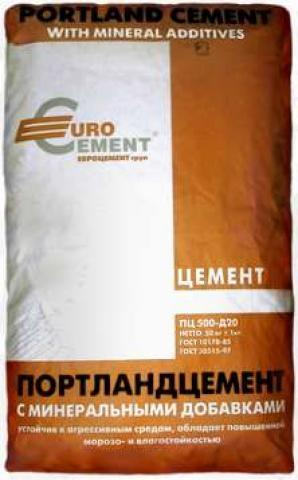 PORTLAND CEMENT
WITH MINERAL ADDITIVES
EURO
CEMENT®
ЕВРОЦЕМЕНТ груп
ЦЕМЕНТ
ПЦ 500-Д20
НЕТТО 50 кг ± 1кг
ГОСТ 10178-85
ГОСТ 30515-97
ПОРТЛАНДЦЕМЕНТ
С МИНЕРАЛЬНЫМИ ДОБАВКАМИ
устойчив к агрессивным средам, обладает повышенной
морозо- и влагостойкостью